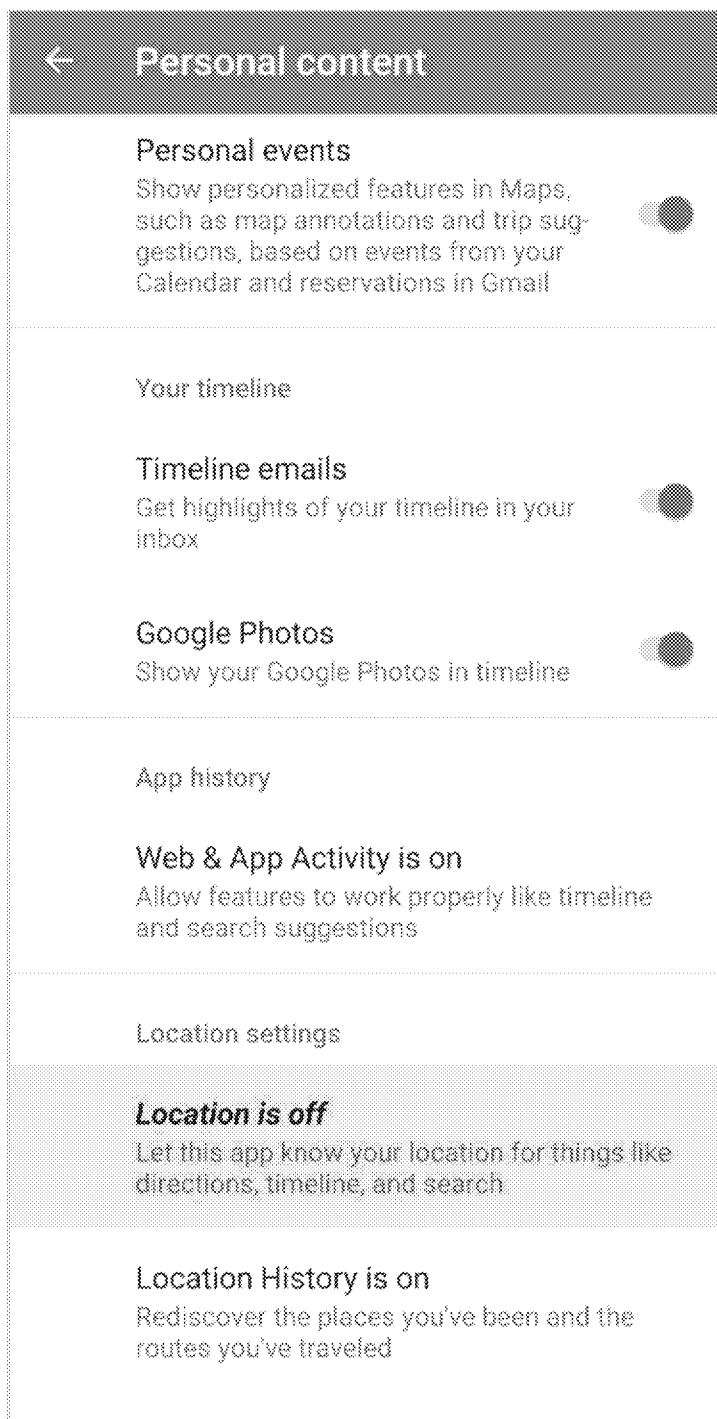 Personal content
Personal events
Show personalized features in Maps,
such as map annotations and trip sug-
gestions, based on events from your
Calendar and reservations in Gmail
Your timeline
Timeline emails
Get highlights of your timeline in your
inbox
Google Photos
Show your Google Photos in timeline
App history
Web & App Activity is on
Allow features to work properly like timeline
and search suggestions
Location settings
Location is off
Let this app know your location for things like
directions, timeline, and search
Location History is on
Rediscover the places you've been and the
routes you've traveled